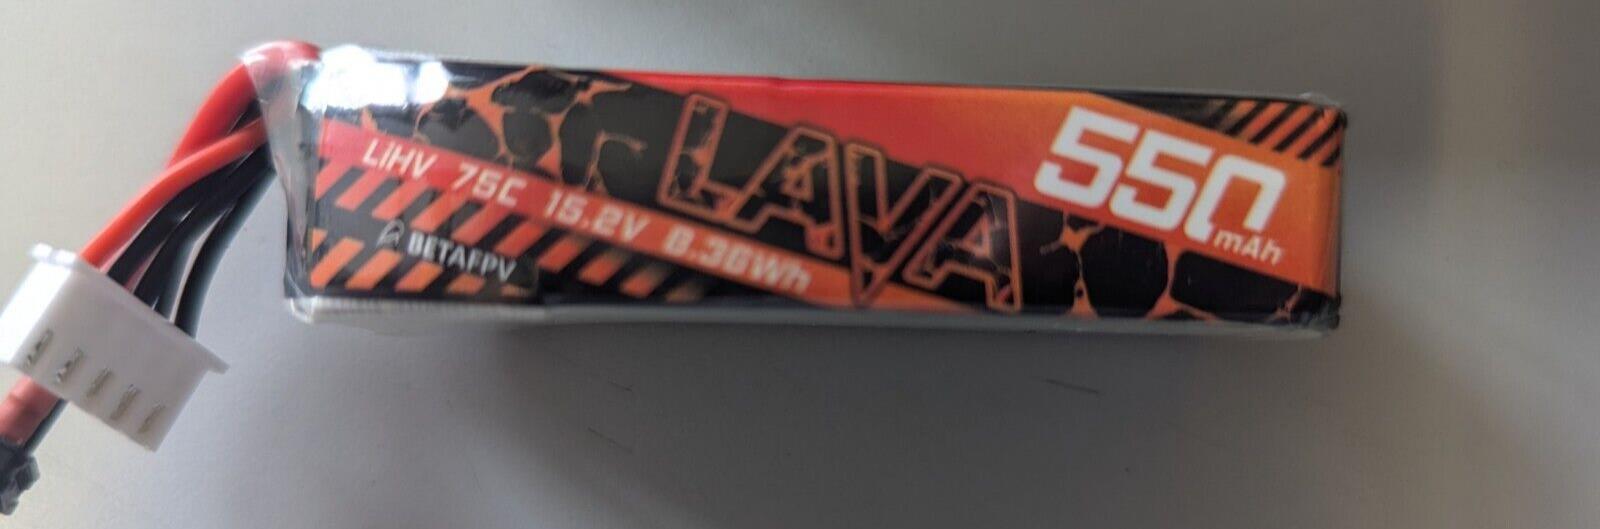 LAVA
550
mAh
LiHV 75C 15.2V 8.36Wh
BETAFPV